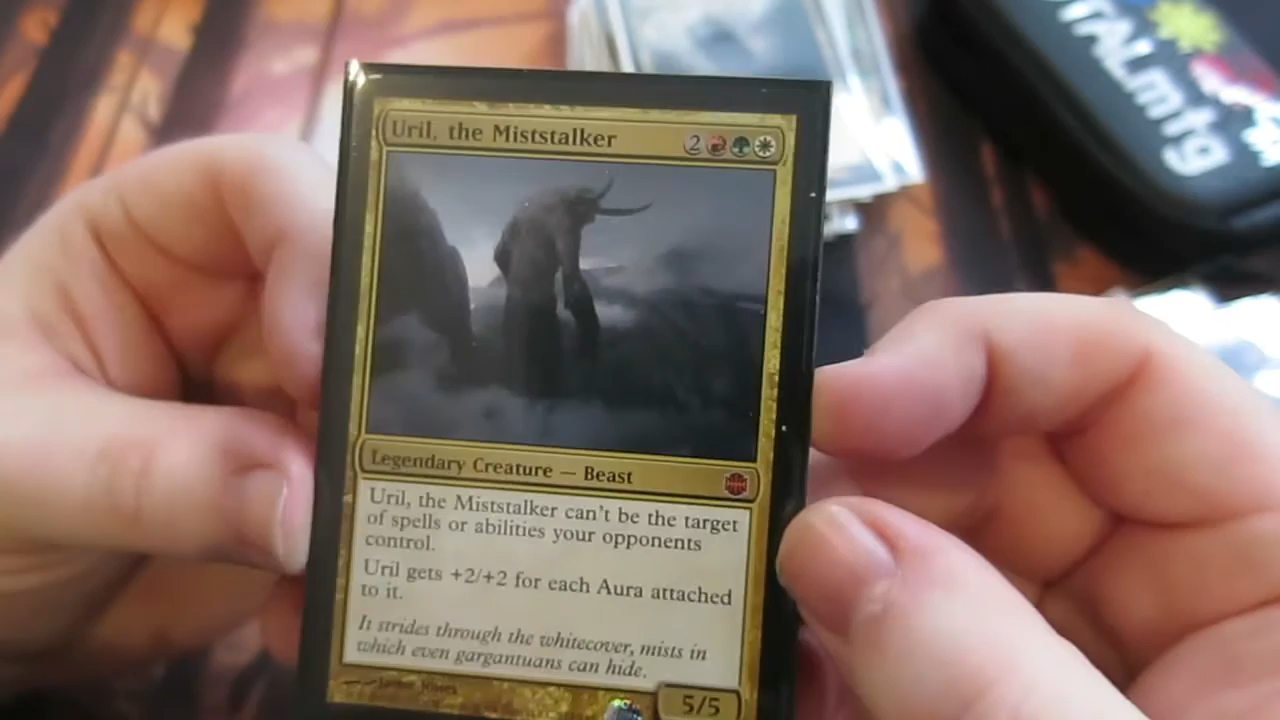 TALmtg
Uril, the Miststalker 2
Legendary Creature — Beast
Uril, the Miststalker can't be the target
of spells or abilities your opponents
control.
Uril gets +2/+2 for each Aura attached
to it.
It strides through the whitecover, mists in
which even gargantuans can hide.
5/5